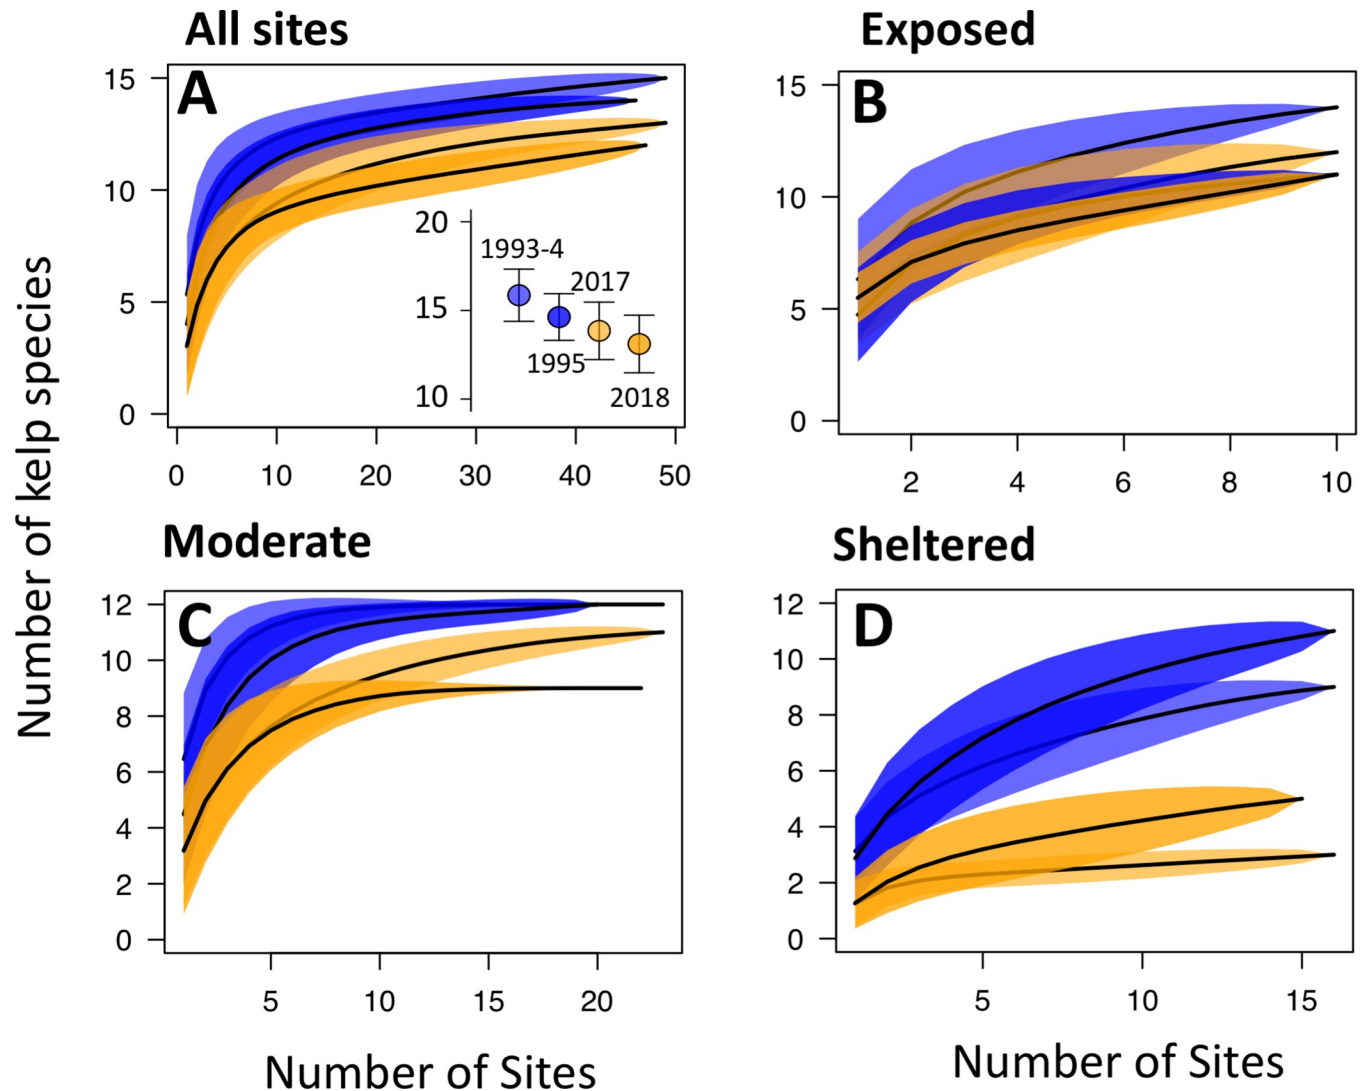 All sites
Exposed
A
15
10
5
0
0 10 20 30 40 50
20
15
10
1993-4
2017
1995
2018
B
15
10
5
0
2 4 6 8 10
Number of kelp species
Moderate
Sheltered
C
12
10
8
6
4
2
0
5 10 15 20
D
12
10
8
6
4
2
0
5 10 15
Number of Sites
Number of Sites